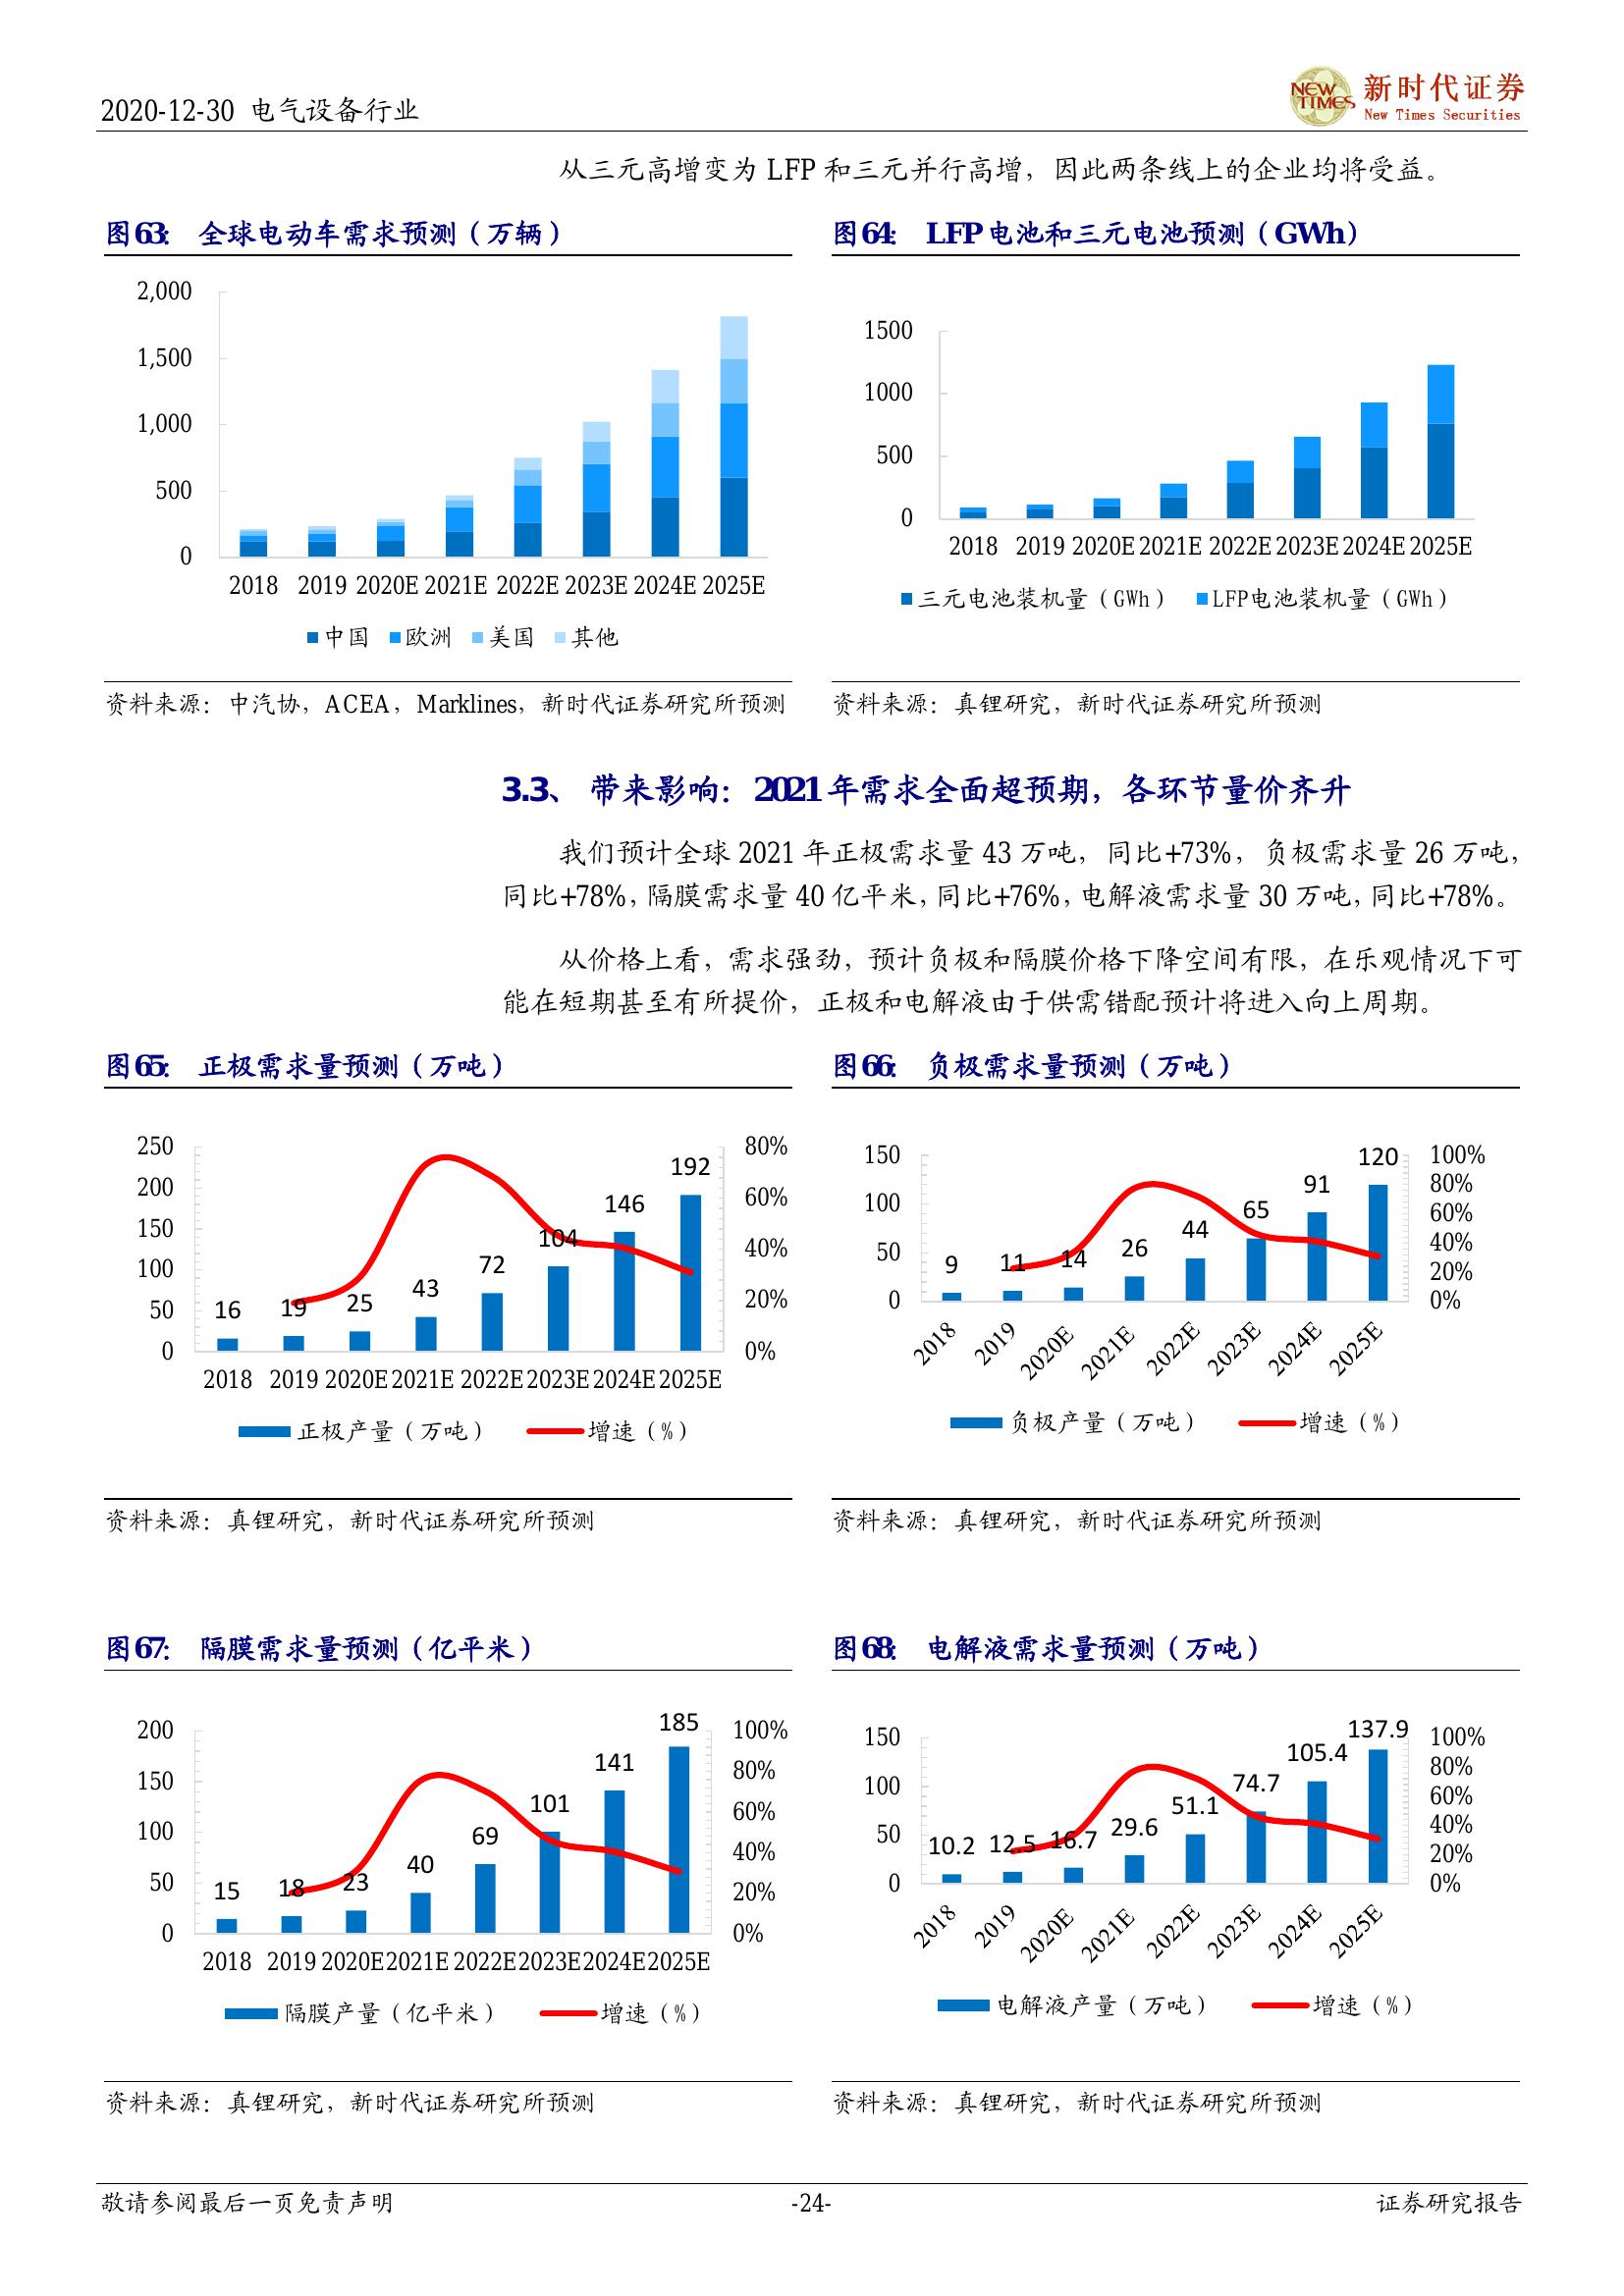 2020-12-30 电气设备行业
NEW TIMES
新时代证券
New Times Securities
从三元高增变为 LFP 和三元并行高增，因此两条线上的企业均将受益。
图63： 全球电动车需求预测（万辆）
2,000
1,500
1,000
500
0
2018 2019 2020E 2021E 2022E 2023E 2024E 2025E
中国 欧洲 美国 其他
资料来源：中汽协，ACEA，Marklines，新时代证券研究所预测
图64： LFP 电池和三元电池预测（GWh）
1500
1000
500
0
2018 2019 2020E 2021E 2022E 2023E 2024E 2025E
三元电池装机量（GWh） LFP电池装机量（GWh）
资料来源：真锂研究，新时代证券研究所预测
3.3、 带来影响：2021 年需求全面超预期，各环节量价齐升
我们预计全球 2021 年正极需求量 43 万吨，同比+73%，负极需求量 26 万吨，
同比+78%，隔膜需求量 40 亿平米，同比+76%，电解液需求量 30 万吨，同比+78%。
从价格上看，需求强劲，预计负极和隔膜价格下降空间有限，在乐观情况下可
能在短期甚至有所提价，正极和电解液由于供需错配预计将进入向上周期。
图65： 正极需求量预测（万吨）
250
200
150
100
50
0
16 19 25 43 72 104 146 192
80%
60%
40%
20%
0%
2018 2019 2020E 2021E 2022E 2023E 2024E 2025E
正极产量（万吨） 增速（%）
资料来源：真锂研究，新时代证券研究所预测
图66： 负极需求量预测（万吨）
150
100
50
0
9 11 14 26 44 65 91 120
100%
80%
60%
40%
20%
0%
2018 2019 2020E 2021E 2022E 2023E 2024E 2025E
负极产量（万吨） 增速（%）
资料来源：真锂研究，新时代证券研究所预测
图67： 隔膜需求量预测（亿平米）
200
150
100
50
0
15 18 23 40 69 101 141 185
100%
80%
60%
40%
20%
0%
2018 2019 2020E 2021E 2022E 2023E 2024E 2025E
隔膜产量（亿平米） 增速（%）
资料来源：真锂研究，新时代证券研究所预测
图68： 电解液需求量预测（万吨）
150
100
50
0
10.2 12.5 16.7 29.6 51.1 74.7 105.4 137.9
100%
80%
60%
40%
20%
0%
2018 2019 2020E 2021E 2022E 2023E 2024E 2025E
电解液产量（万吨） 增速（%）
资料来源：真锂研究，新时代证券研究所预测
敬请参阅最后一页免责声明 -24- 证券研究报告